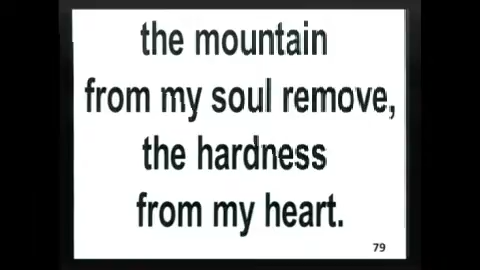 the mountain
from my soul remove,
the hardness
from my heart.
79